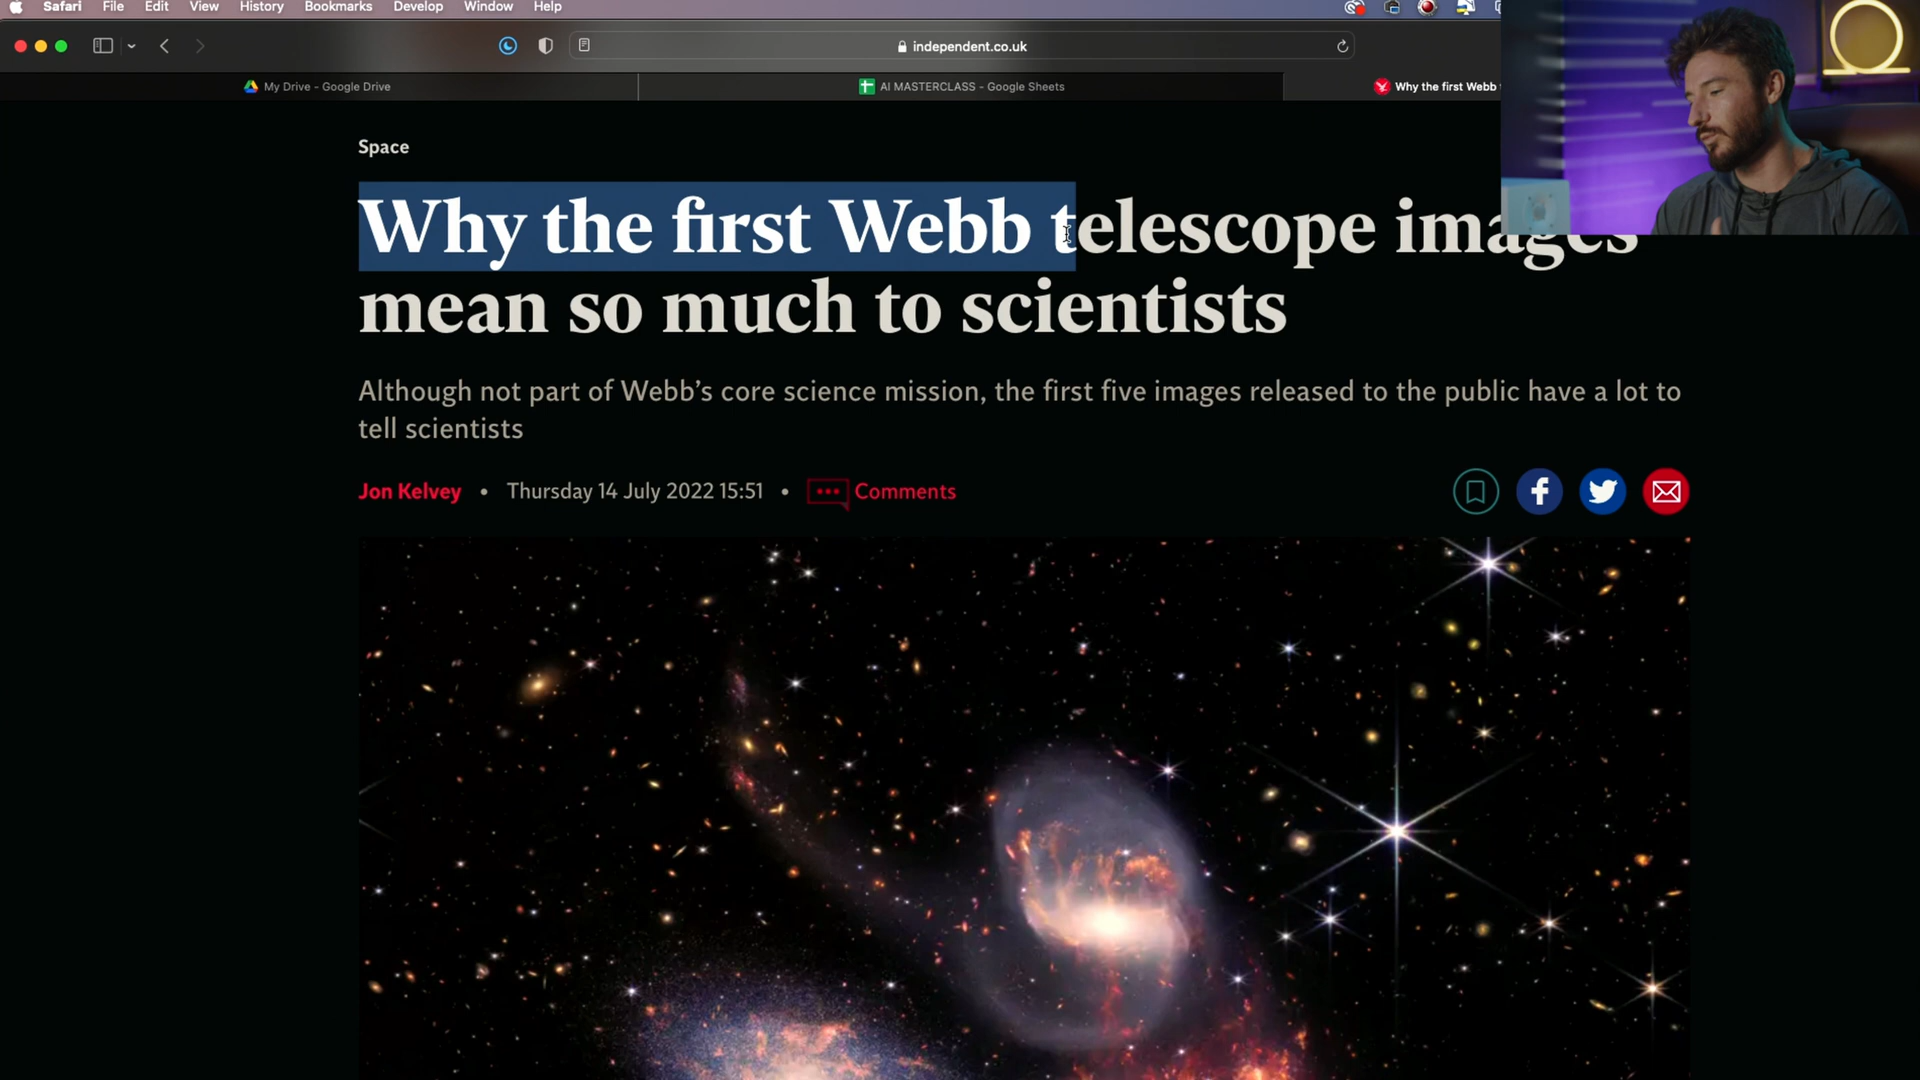 Safari File Edit View History Bookmarks Develop Window Help
independent.co.uk
My Drive – Google Drive
AI MASTERCLASS - Google Sheets
Why the first Webb
Space
Why the first Webb telescope images
mean so much to scientists
Although not part of Webb’s core science mission, the first five images released to the public have a lot to
tell scientists
Jon Kelvey • Thursday 14 July 2022 15:51 • Comments